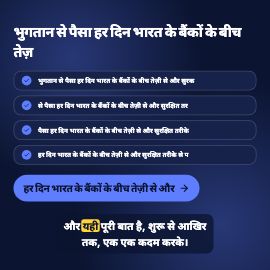 भुगतान से पैसा हर दिन भारत के बैंकों के बीच
तेज़
भुगतान से पैसा हर दिन भारत के बैंकों के बीच तेज़ी से और सुरक
से पैसा हर दिन भारत के बैंकों के बीच तेज़ी से और सुरक्षित तर
पैसा हर दिन भारत के बैंकों के बीच तेज़ी से और सुरक्षित तरीके
हर दिन भारत के बैंकों के बीच तेज़ी से और सुरक्षित तरीके से प
हर दिन भारत के बैंकों के बीच तेज़ी से और →
और यही पूरी बात है, शुरू से आखिर
तक, एक एक कदम करके।